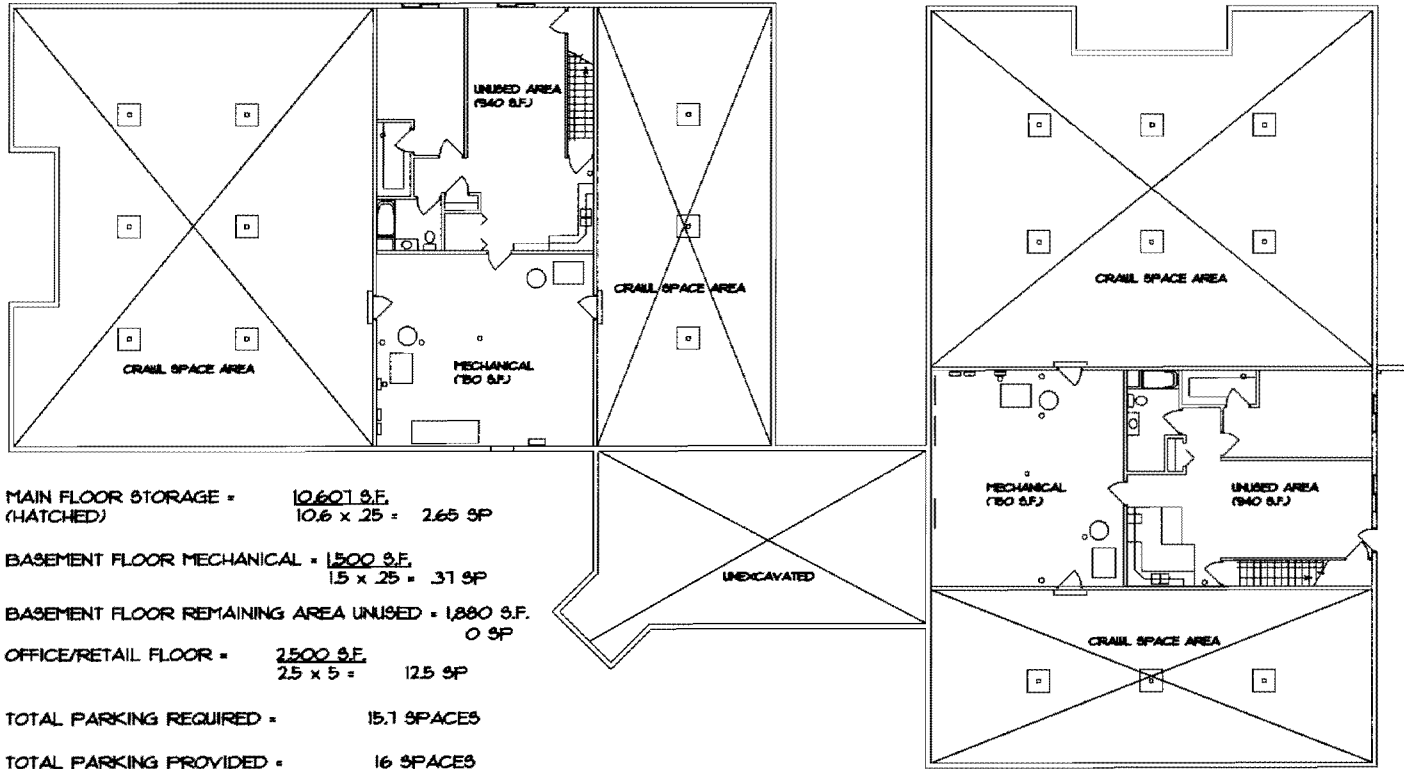 UNUSED AREA
(940 S.F.)
CRAWL SPACE AREA
MECHANICAL
(750 S.F.)
CRAWL SPACE AREA
CRAWL SPACE AREA
MECHANICAL
(750 S.F.)
UNUSED AREA
(940 S.F.)
UNEXCAVATED
CRAWL SPACE AREA
MAIN FLOOR STORAGE = 10,607 S.F.
(HATCHED) 10.6 x .25 = 2.65 SP
BASEMENT FLOOR MECHANICAL = 1,500 S.F.
1.5 x .25 = .37 SP
BASEMENT FLOOR REMAINING AREA UNUSED = 1,880 S.F.
0 SP
OFFICE/RETAIL FLOOR = 2,500 S.F.
2.5 x 5 = 12.5 SP
TOTAL PARKING REQUIRED = 15.7 SPACES
TOTAL PARKING PROVIDED = 16 SPACES